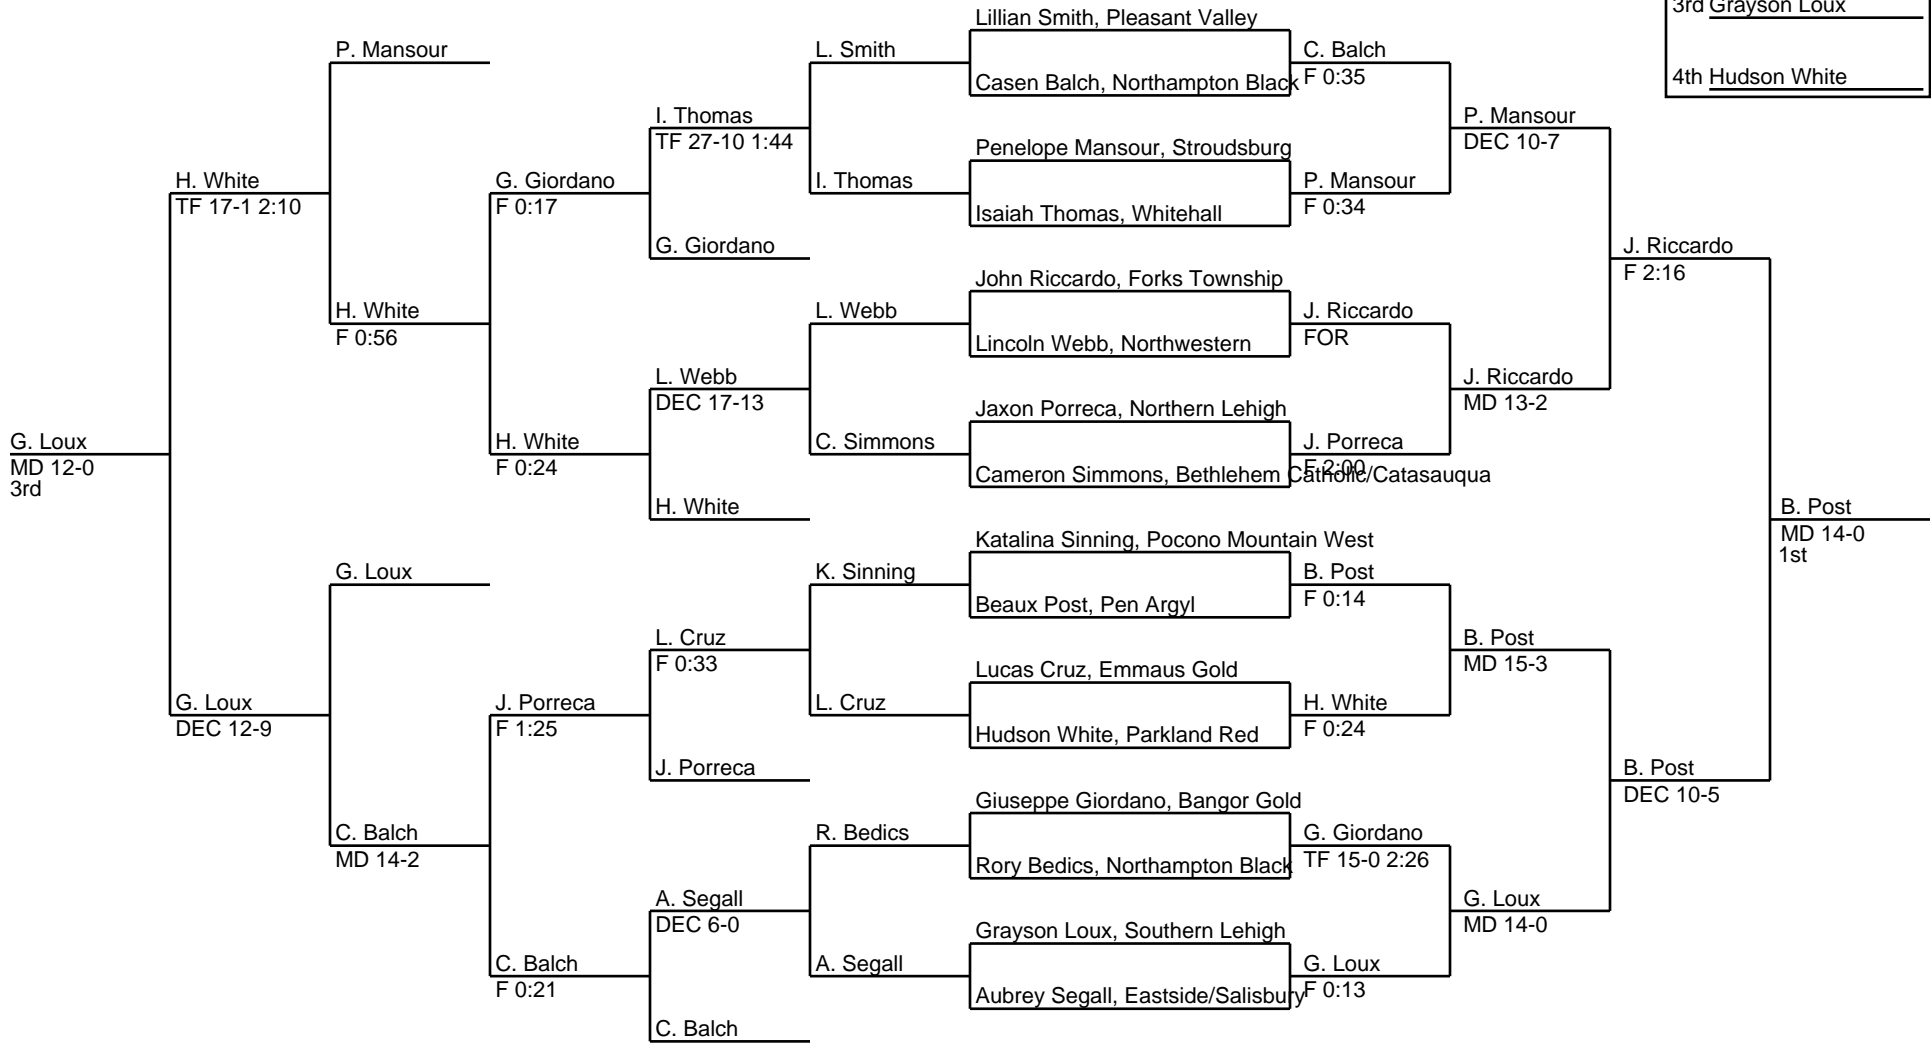 Lillian Smith, Pleasant Valley
3rd Grayson Loux
P. Mansour
L. Smith
C. Balch
F 0:35
Casen Balch, Northampton Black
4th Hudson White
I. Thomas
TF 27-10 1:44
P. Mansour
DEC 10-7
Penelope Mansour, Stroudsburg
H. White
TF 17-1 2:10
G. Giordano
F 0:17
I. Thomas
P. Mansour
F 0:34
Isaiah Thomas, Whitehall
G. Giordano
J. Riccardo
F 2:16
John Riccardo, Forks Township
H. White
F 0:56
L. Webb
J. Riccardo
FOR
Lincoln Webb, Northwestern
L. Webb
DEC 17-13
J. Riccardo
MD 13-2
Jaxon Porreca, Northern Lehigh
G. Loux
MD 12-0
3rd
H. White
F 0:24
C. Simmons
J. Porreca
F 2:00
Cameron Simmons, Bethlehem Catholic/Catasauqua
H. White
B. Post
MD 14-0
1st
Katalina Sinning, Pocono Mountain West
G. Loux
K. Sinning
B. Post
F 0:14
Beaux Post, Pen Argyl
L. Cruz
F 0:33
B. Post
MD 15-3
Lucas Cruz, Emmaus Gold
G. Loux
DEC 12-9
J. Porreca
F 1:25
L. Cruz
H. White
F 0:24
Hudson White, Parkland Red
J. Porreca
B. Post
DEC 10-5
Giuseppe Giordano, Bangor Gold
C. Balch
MD 14-2
R. Bedics
G. Giordano
TF 15-0 2:26
Rory Bedics, Northampton Black
A. Segall
DEC 6-0
G. Loux
MD 14-0
Grayson Loux, Southern Lehigh
C. Balch
F 0:21
A. Segall
G. Loux
F 0:13
Aubrey Segall, Eastside/Salisbury
C. Balch